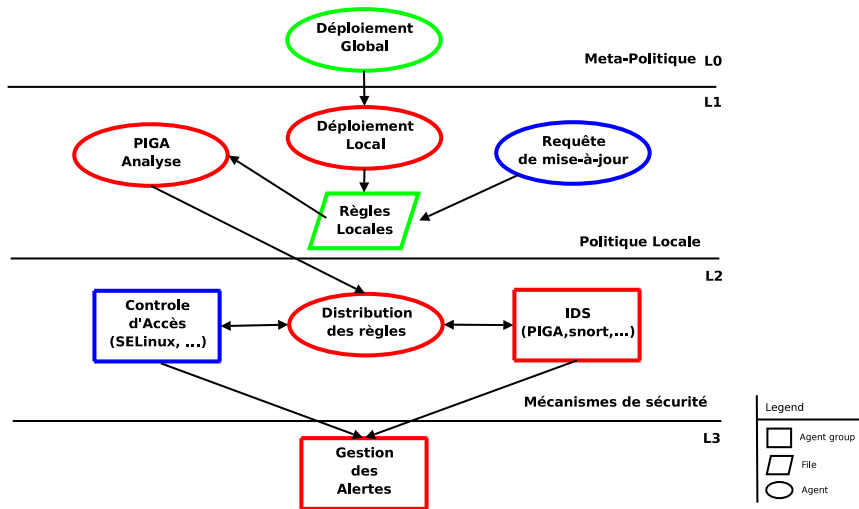 Déploiement
Global
Meta-Politique L0
L1
PIGA
Analyse
Déploiement
Local
Requête
de mise-à-jour
Règles
Locales
Politique Locale
L2
Controle
d'Accès
(SELinux, ...)
Distribution
des règles
IDS
(PIGA,snort,...)
Mécanismes de sécurité
L3
Gestion
des
Alertes
Legend
Agent group
File
Agent